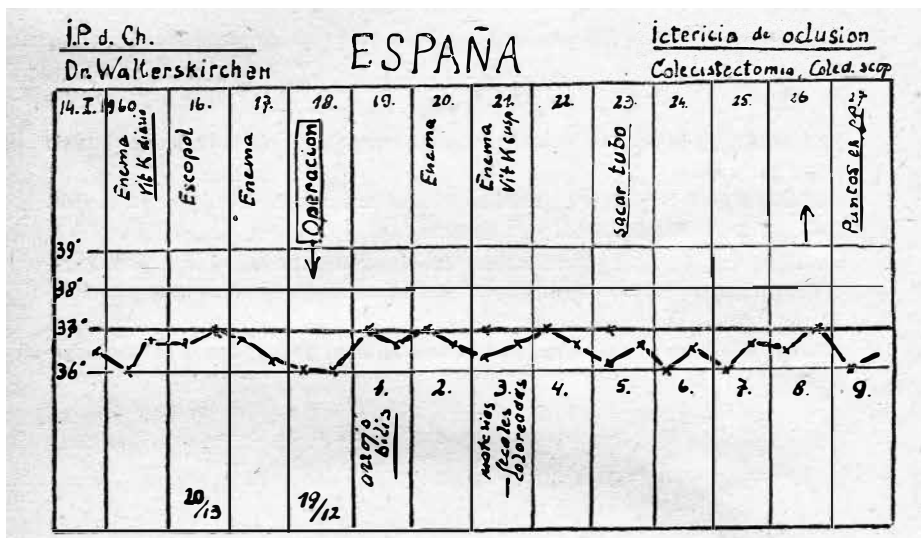 J.P. d. Ch.
Dr. Walterskirchen
ESPAÑA
Ictericia de oclusion
Colecistectomia, Coled. scop
14. I. 1960 16. 17. 18. 19. 20. 21. 22. 23. 24. 25. 26 27
Enema
Vit K diario
Escopol
Enema
Operacion
Enema
Enema
Vit K sup
sacar tubo
Puntos
39°
38°
37°
36°
1. 2. 3. 4. 5. 6. 7. 8. 9.
bilis
materias
fecales
coloreadas
20/13
19/12